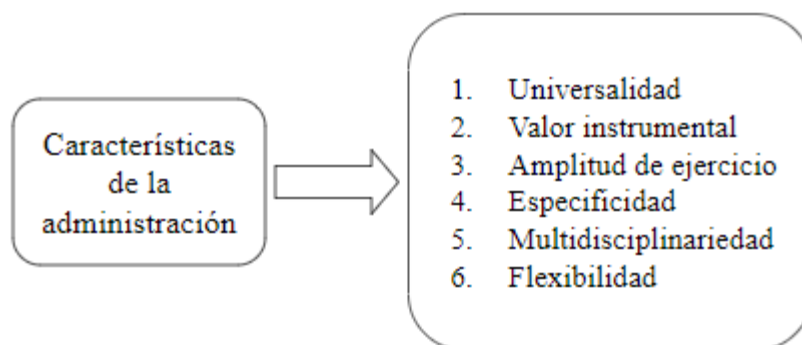 Características
de la
administración
1. Universalidad
2. Valor instrumental
3. Amplitud de ejercicio
4. Especificidad
5. Multidisciplinariedad
6. Flexibilidad